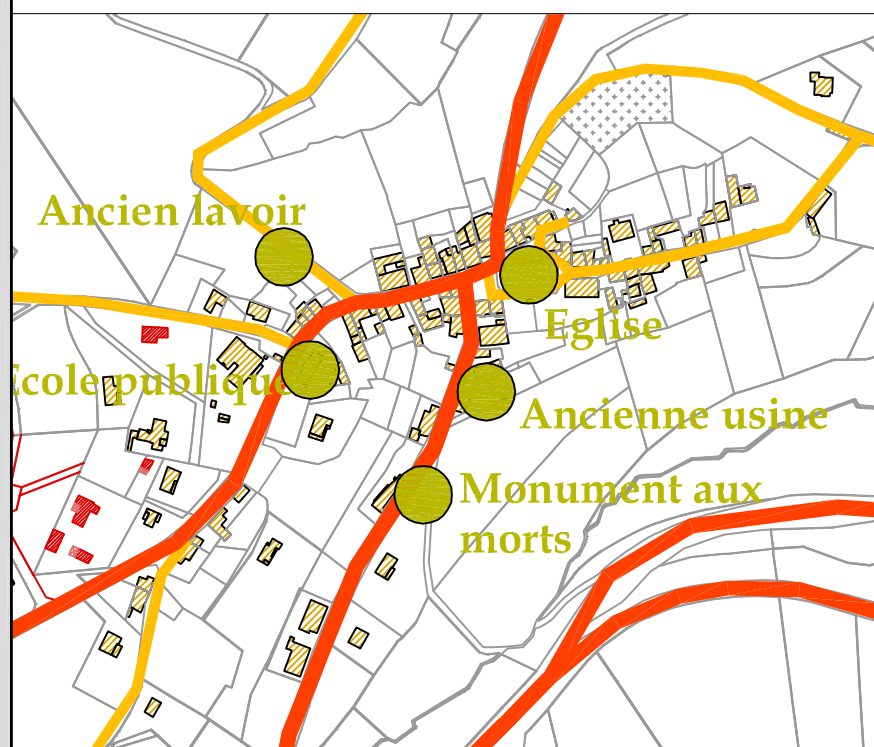 Ancien lavoir
Eglise
Ecole publique
Ancienne usine
Monument aux
morts